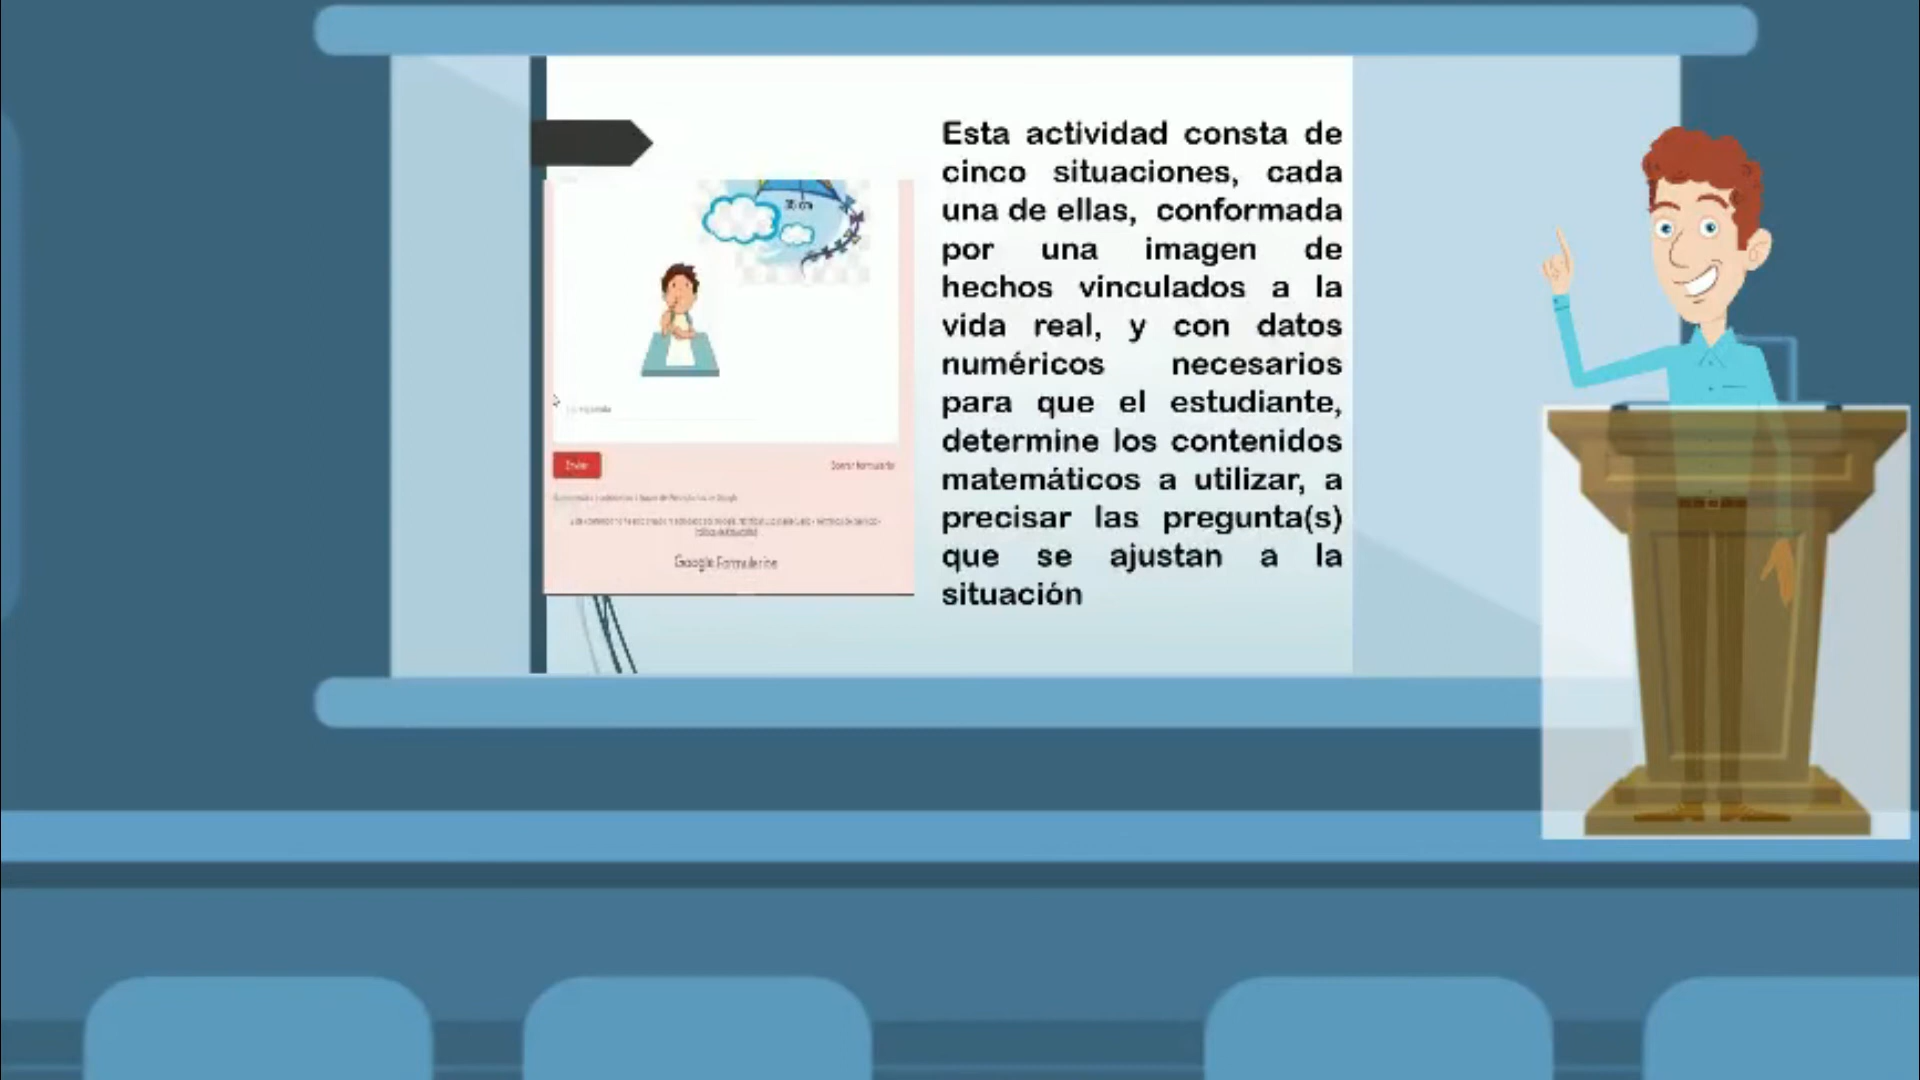 Esta actividad consta de
cinco situaciones, cada
una de ellas, conformada
por una imagen de
hechos vinculados a la
vida real, y con datos
numéricos necesarios
para que el estudiante,
determine los contenidos
matemáticos a utilizar, a
precisar las pregunta(s)
que se ajustan a la
situación
Enviar
Borrar formulario
Google Formularios